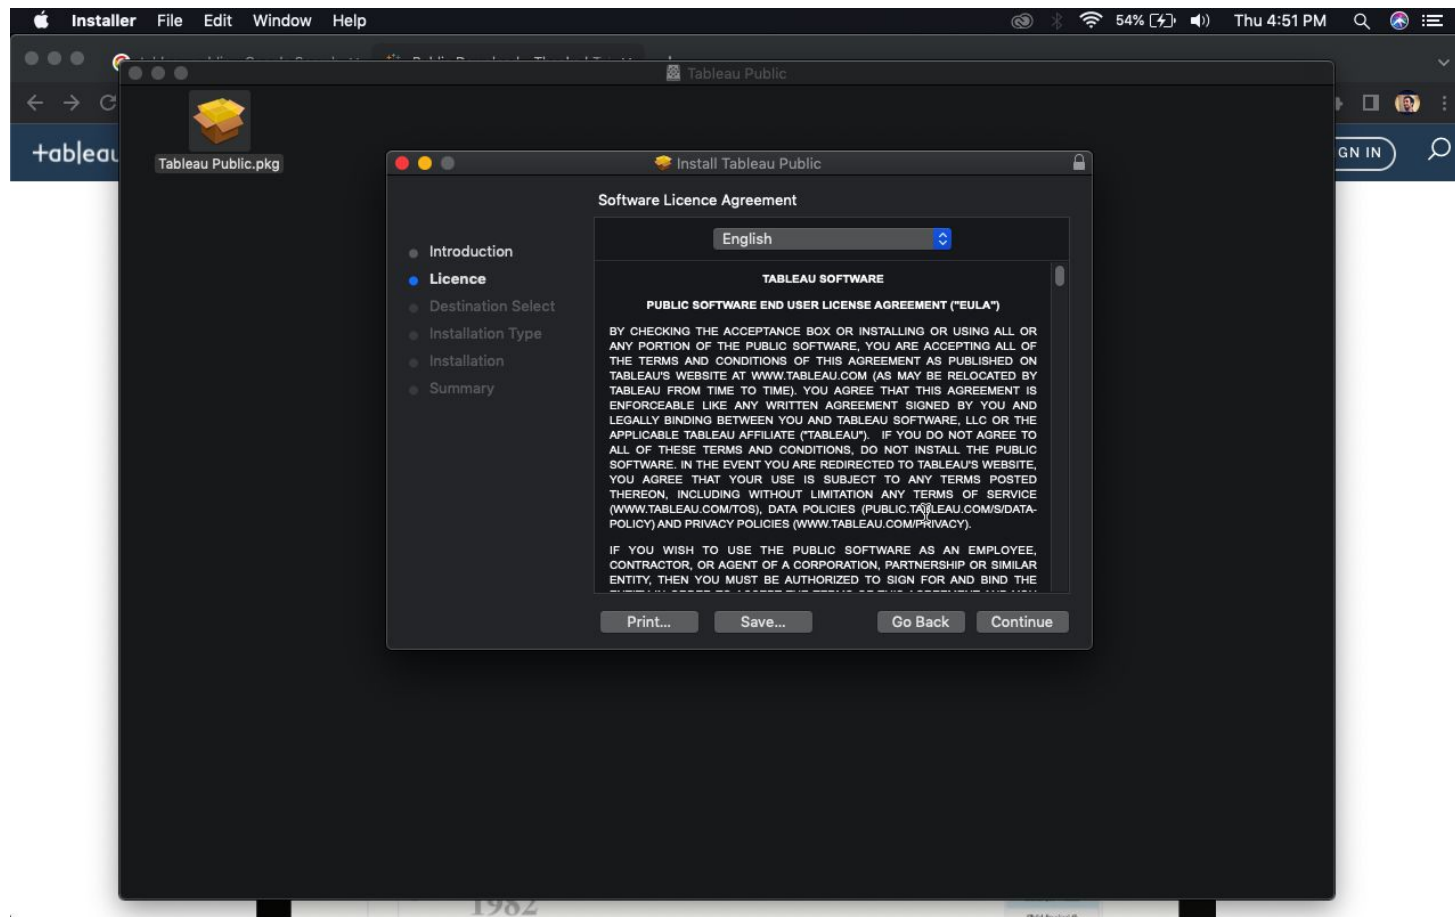 Installer File Edit Window Help 54% Thu 4:51 PM
Tableau Public
+ableau
GN IN
Tableau Public.pkg
Install Tableau Public
Software Licence Agreement
English
Introduction
Licence
Destination Select
Installation Type
Installation
Summary
TABLEAU SOFTWARE
PUBLIC SOFTWARE END USER LICENSE AGREEMENT ("EULA")
BY CHECKING THE ACCEPTANCE BOX OR INSTALLING OR USING ALL OR
ANY PORTION OF THE PUBLIC SOFTWARE, YOU ARE ACCEPTING ALL OF
THE TERMS AND CONDITIONS OF THIS AGREEMENT AS PUBLISHED ON
TABLEAU'S WEBSITE AT WWW.TABLEAU.COM (AS MAY BE RELOCATED BY
TABLEAU FROM TIME TO TIME). YOU AGREE THAT THIS AGREEMENT IS
ENFORCEABLE LIKE ANY WRITTEN AGREEMENT SIGNED BY YOU AND
LEGALLY BINDING BETWEEN YOU AND TABLEAU SOFTWARE, LLC OR THE
APPLICABLE TABLEAU AFFILIATE ("TABLEAU"). IF YOU DO NOT AGREE TO
ALL OF THESE TERMS AND CONDITIONS, DO NOT INSTALL THE PUBLIC
SOFTWARE. IN THE EVENT YOU ARE REDIRECTED TO TABLEAU'S WEBSITE,
YOU AGREE THAT YOUR USE IS SUBJECT TO ANY TERMS POSTED
THEREON, INCLUDING WITHOUT LIMITATION ANY TERMS OF SERVICE
(WWW.TABLEAU.COM/TOS), DATA POLICIES (PUBLIC.TABLEAU.COM/S/DATA-
POLICY) AND PRIVACY POLICIES (WWW.TABLEAU.COM/PRIVACY).
IF YOU WISH TO USE THE PUBLIC SOFTWARE AS AN EMPLOYEE,
CONTRACTOR, OR AGENT OF A CORPORATION, PARTNERSHIP OR SIMILAR
ENTITY, THEN YOU MUST BE AUTHORIZED TO SIGN FOR AND BIND THE
Print... Save... Go Back Continue
1982